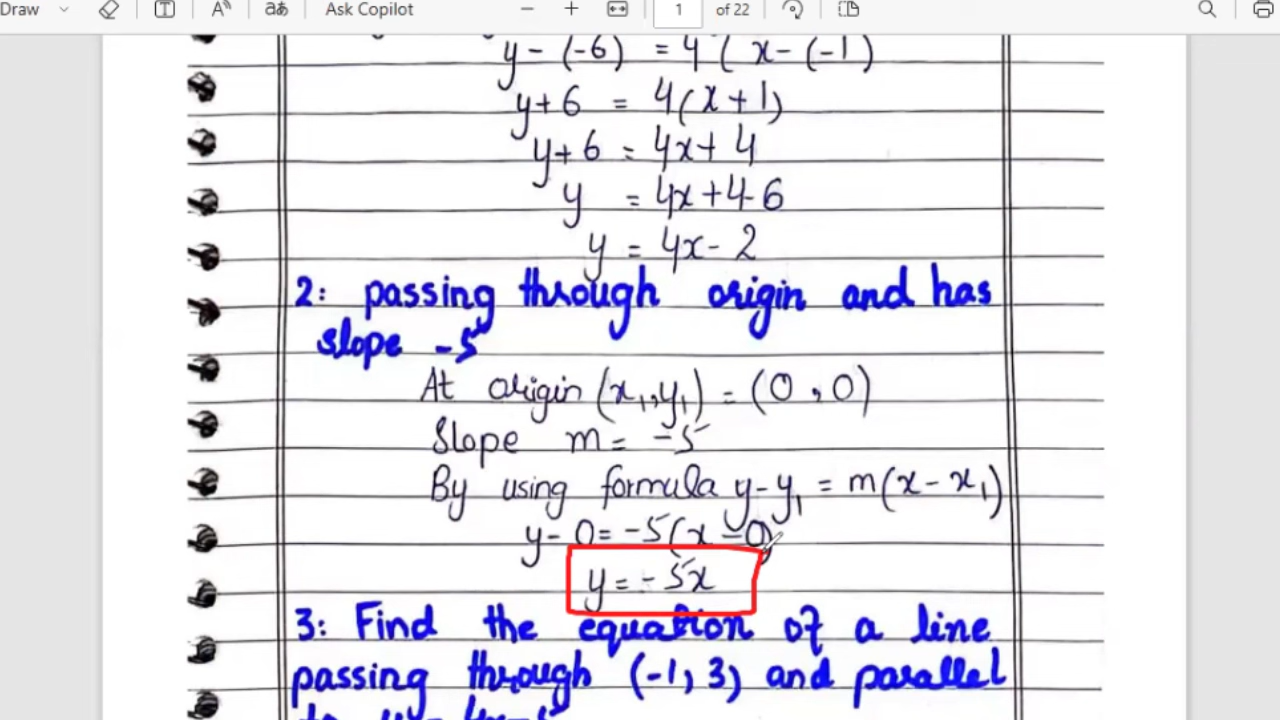 Draw
aあ
Ask Copilot
1
of 22
y - (-6) = 4 ( x - (-1)
y + 6 = 4(x + 1)
y + 6 = 4x + 4
y = 4x + 4 - 6
y = 4x - 2
2: passing through origin and has
slope -5
At origin (x₁,y₁) = (0 , 0)
Slope m = -5
By using formula y - y₁ = m(x - x₁)
y - 0 = -5(x - 0)
y = -5x
3: Find the equation of a line
passing through (-1, 3) and parallel